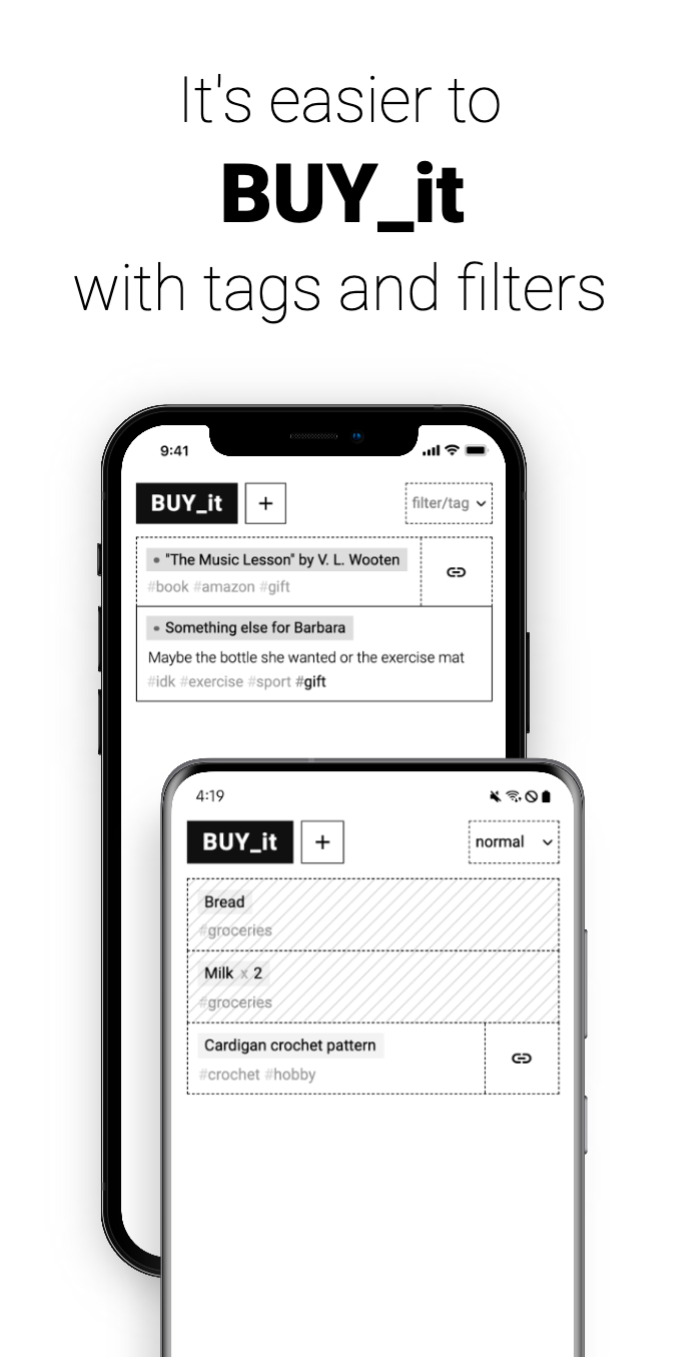 It's easier to
BUY_it
with tags and filters
9:41
BUY_it + filter/tag
• "The Music Lesson" by V. L. Wooten
#book #amazon #gift
• Something else for Barbara
Maybe the bottle she wanted or the exercise mat
#idk #exercise #sport #gift
4:19
BUY_it + normal
Bread
#groceries
Milk x 2
#groceries
Cardigan crochet pattern
#crochet #hobby